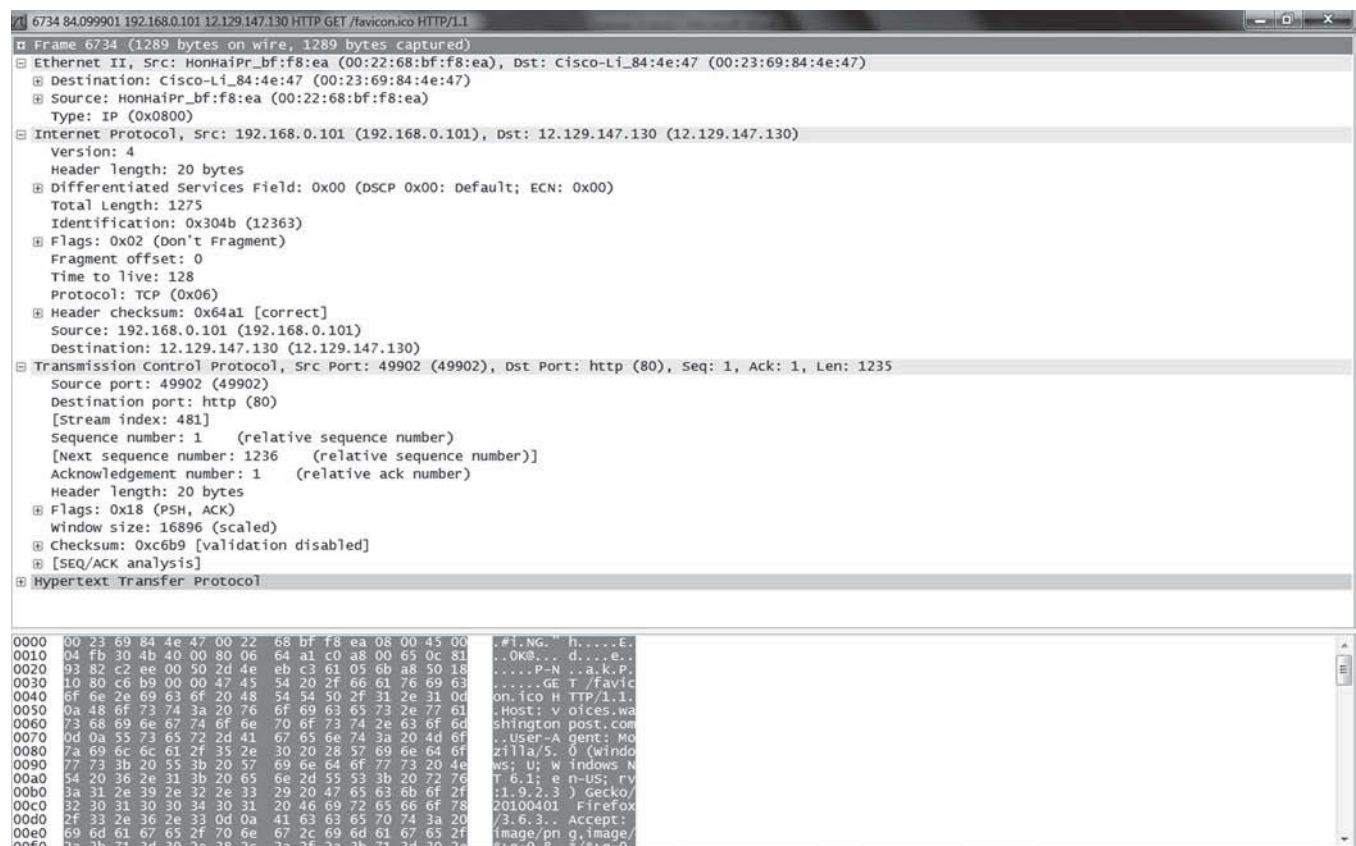 6734 84.099901 192.168.0.101 12.129.147.130 HTTP GET /favicon.ico HTTP/1.1
Frame 6734 (1289 bytes on wire, 1289 bytes captured)
Ethernet II, Src: HonHaiPr_bf:f8:ea (00:22:68:bf:f8:ea), Dst: Cisco-Li_84:4e:47 (00:23:69:84:4e:47)
Destination: Cisco-Li_84:4e:47 (00:23:69:84:4e:47)
Source: HonHaiPr_bf:f8:ea (00:22:68:bf:f8:ea)
Type: IP (0x0800)
Internet Protocol, Src: 192.168.0.101 (192.168.0.101), Dst: 12.129.147.130 (12.129.147.130)
Version: 4
Header length: 20 bytes
Differentiated Services Field: 0x00 (DSCP 0x00: Default; ECN: 0x00)
Total Length: 1275
Identification: 0x304b (12363)
Flags: 0x02 (Don't Fragment)
Fragment offset: 0
Time to live: 128
Protocol: TCP (0x06)
Header checksum: 0x64a1 [correct]
Source: 192.168.0.101 (192.168.0.101)
Destination: 12.129.147.130 (12.129.147.130)
Transmission Control Protocol, Src Port: 49902 (49902), Dst Port: http (80), Seq: 1, Ack: 1, Len: 1235
Source port: 49902 (49902)
Destination port: http (80)
[Stream index: 481]
Sequence number: 1 (relative sequence number)
[Next sequence number: 1236 (relative sequence number)]
Acknowledgement number: 1 (relative ack number)
Header length: 20 bytes
Flags: 0x18 (PSH, ACK)
Window size: 16896 (scaled)
Checksum: 0xc6b9 [validation disabled]
[SEQ/ACK analysis]
Hypertext Transfer Protocol
0000 00 23 69 84 4e 47 00 22 68 bf f8 ea 08 00 45 00 .#i.NG." h.....E.
0010 04 fb 30 4b 40 00 80 06 64 a1 c0 a8 00 65 0c 81 ..0K@... d....e..
0020 93 82 c2 ee 00 50 2d 4e eb c3 61 05 6b a8 50 18 .....P-N ..a.k.P.
0030 10 80 c6 b9 00 00 47 45 54 20 2f 66 61 76 69 63 ......GE T /favic
0040 6f 6e 2e 69 63 6f 20 48 54 54 50 2f 31 2e 31 0d on.ico H TTP/1.1.
0050 0a 48 6f 73 74 3a 20 76 6f 69 63 65 73 2e 77 61 .Host: v oices.wa
0060 73 68 69 6e 67 74 6f 6e 70 6f 73 74 2e 63 6f 6d shington post.com
0070 0d 0a 55 73 65 72 2d 41 67 65 6e 74 3a 20 4d 6f ..User-A gent: Mo
0080 7a 69 6c 6c 61 2f 35 2e 30 20 28 57 69 6e 64 6f zilla/5. 0 (Windo
0090 77 73 3b 20 55 3b 20 57 69 6e 64 6f 77 73 20 4e ws; U; W indows N
00a0 54 20 36 2e 31 3b 20 65 6e 2d 55 53 3b 20 72 76 T 6.1; e n-US; rv
00b0 3a 31 2e 39 2e 32 2e 33 29 20 47 65 63 6b 6f 2f :1.9.2.3 ) Gecko/
00c0 32 30 31 30 30 34 30 31 20 46 69 72 65 66 6f 78 20100401 Firefox
00d0 2f 33 2e 36 2e 33 0d 0a 41 63 63 65 70 74 3a 20 /3.6.3.. Accept:
00e0 69 6d 61 67 65 2f 70 6e 67 2c 69 6d 61 67 65 2f image/pn g,image/